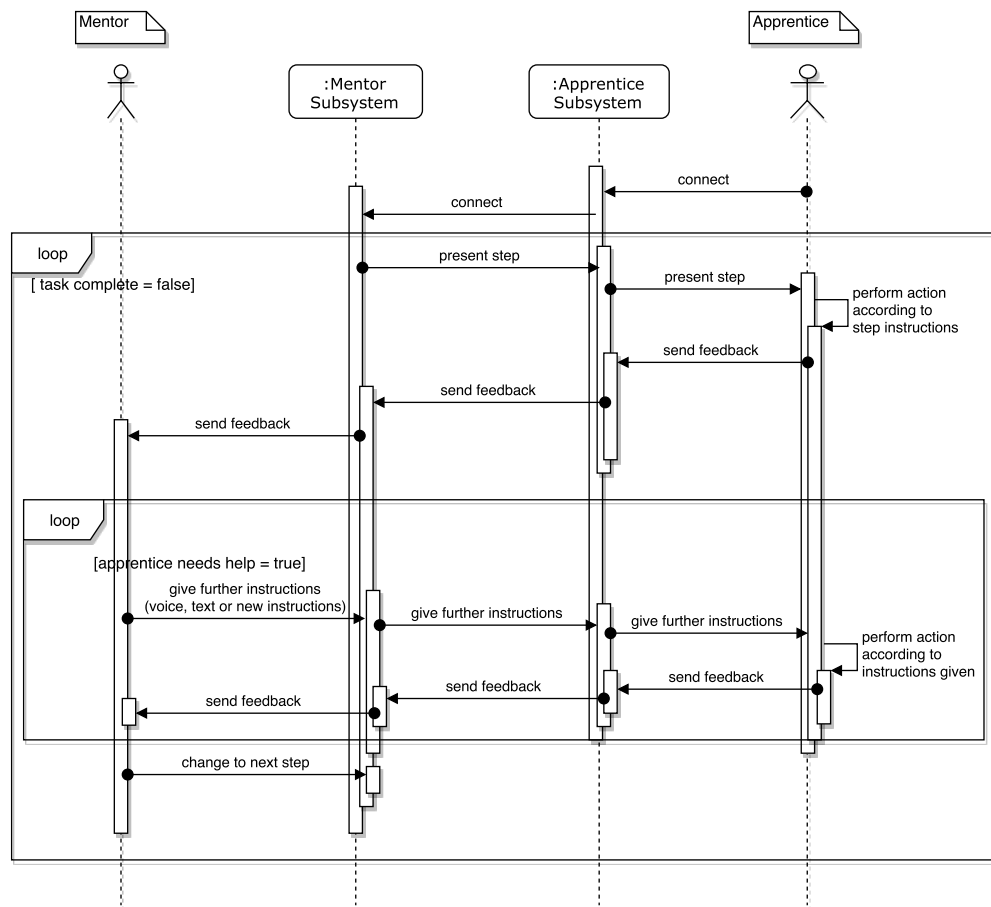 Mentor
Apprentice
:Mentor
Subsystem
:Apprentice
Subsystem
connect
connect
loop
[ task complete = false]
present step
present step
perform action
according to
step instructions
send feedback
send feedback
send feedback
loop
[apprentice needs help = true]
give further instructions
(voice, text or new instructions)
give further instructions
give further instructions
perform action
according to
instructions given
send feedback
send feedback
send feedback
change to next step